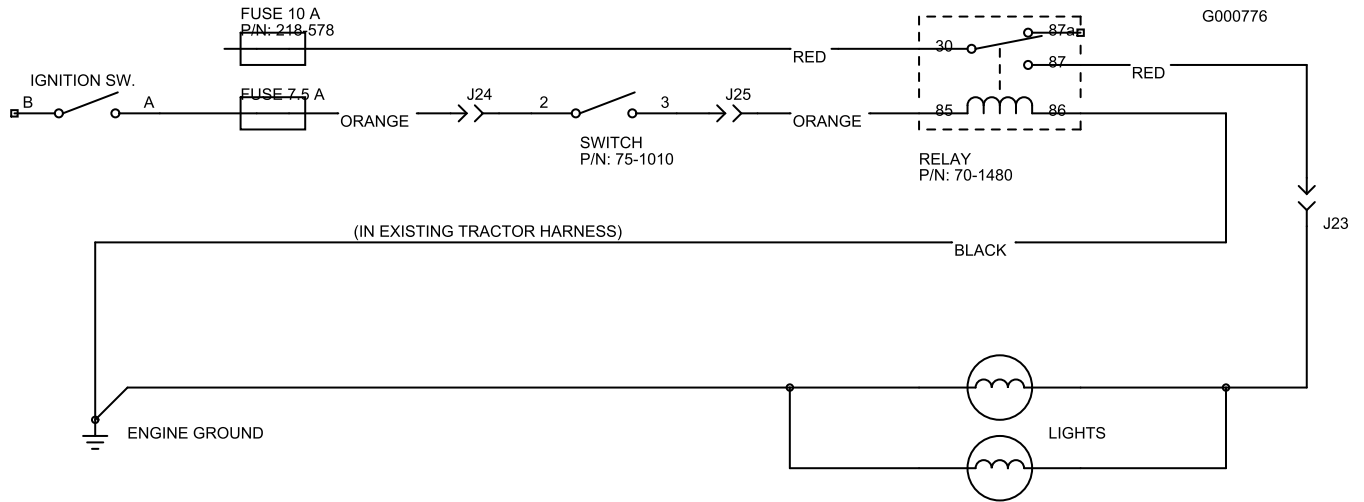 FUSE 10 A
P/N: 218-578
G000776
87a
30
RED
87
RED
IGNITION SW.
B
A
FUSE 7.5 A
ORANGE
J24
2
3
J25
ORANGE
85
86
SWITCH
P/N: 75-1010
RELAY
P/N: 70-1480
J23
(IN EXISTING TRACTOR HARNESS)
BLACK
ENGINE GROUND
LIGHTS